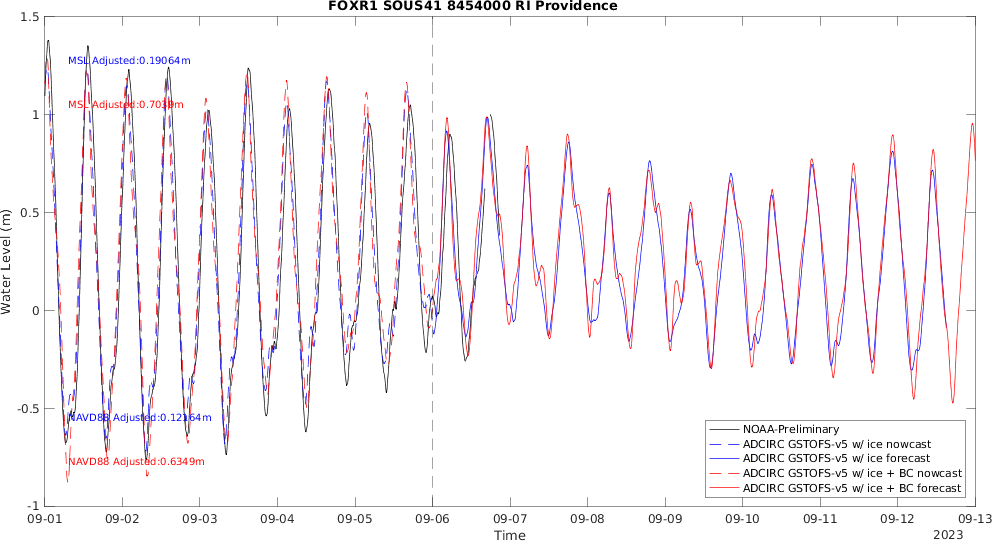 FOXR1 SOUS41 8454000 RI Providence
1.5
MSL Adjusted:0.19064m
MSL Adjusted:0.7039m
1
0.5
Water Level (m)
0
-0.5
NAVD88 Adjusted:0.12164m
NAVD88 Adjusted:0.6349m
-1
NOAA-Preliminary
ADCIRC GSTOFS-v5 w/ ice nowcast
ADCIRC GSTOFS-v5 w/ ice forecast
ADCIRC GSTOFS-v5 w/ ice + BC nowcast
ADCIRC GSTOFS-v5 w/ ice + BC forecast
09-01 09-02 09-03 09-04 09-05 09-06 09-07 09-08 09-09 09-10 09-11 09-12 09-13
Time
2023